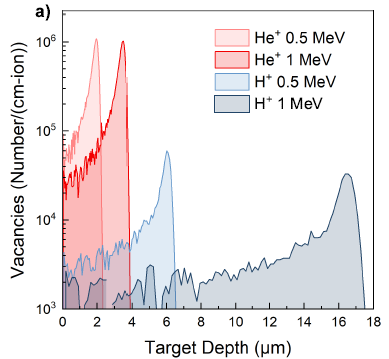 a)
He⁺ 0.5 MeV
He⁺ 1 MeV
H⁺ 0.5 MeV
H⁺ 1 MeV
Vacancies (Number/(cm-ion))
10⁶
10⁵
10⁴
10³
0 2 4 6 8 10 12 14 16 18
Target Depth (μm)